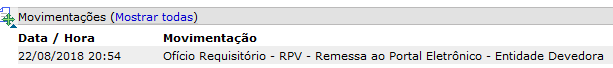 Movimentações (Mostrar todas)
Data / Hora Movimentação
22/08/2018 20:54 Ofício Requisitório - RPV - Remessa ao Portal Eletrônico - Entidade Devedora